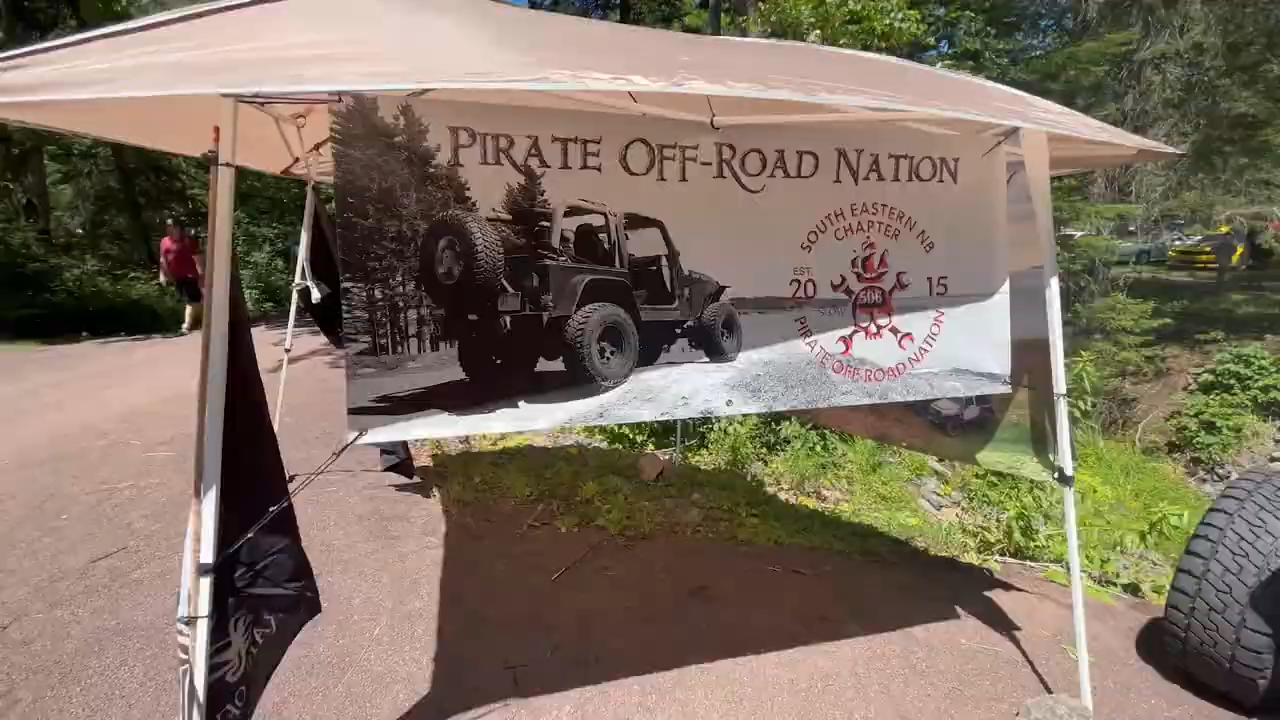 PIRATE OFF-ROAD NATION
SOUTH EASTERN NB
CHAPTER
EST.
20 15
506
PIRATE OFF-ROAD NATION